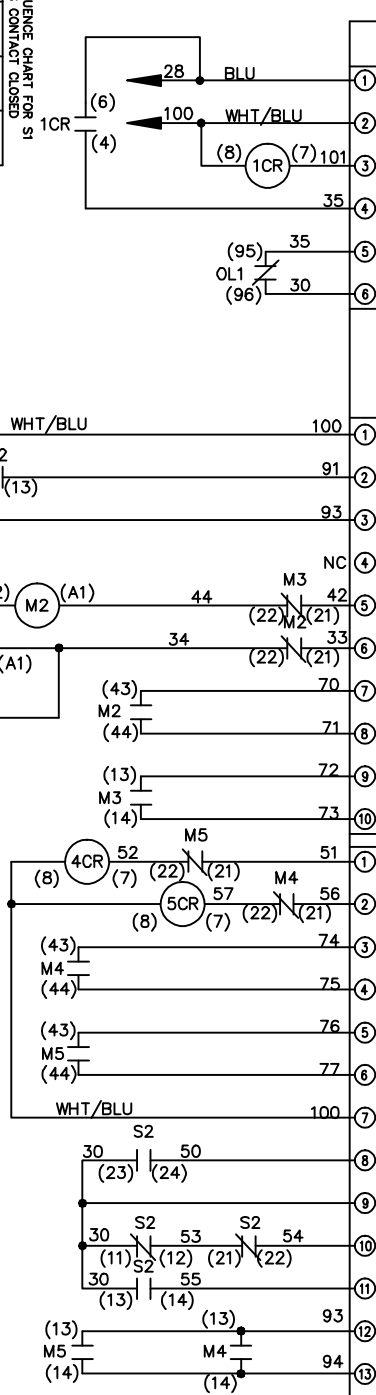 UENCE CHART FOR S1
CONTACT CLOSED
28 BLU 1
(6)
100 WHT/BLU 2
1CR
(4)
(8) 1CR (7) 101 3
35 4
(95) 35 5
OL1
(96) 30 6
WHT/BLU 100 1
2
91 2
(13)
93 3
NC 4
2) M2 (A1) 44 M3 42 5
(22) (21)
M2
34 33 6
(A1) (22) (21)
(43) 70 7
M2
(44) 71 8
(13) 72 9
M3
(14) 73 10
M5
4CR 52 51 1
(8) (7) (22) (21)
M4
5CR 57 56 2
(8) (7) (22) (21)
(43) 74 3
M4
(44) 75 4
(43) 76 5
M5
(44) 77 6
WHT/BLU 100 7
S2
30 50 8
(23) (24)
9
S2 S2
30 53 54 10
(11) (12) (21) (22)
S2
30 55 11
(13) (14)
(13) (13) 93 12
M5 M4
(14) (14) 94 13